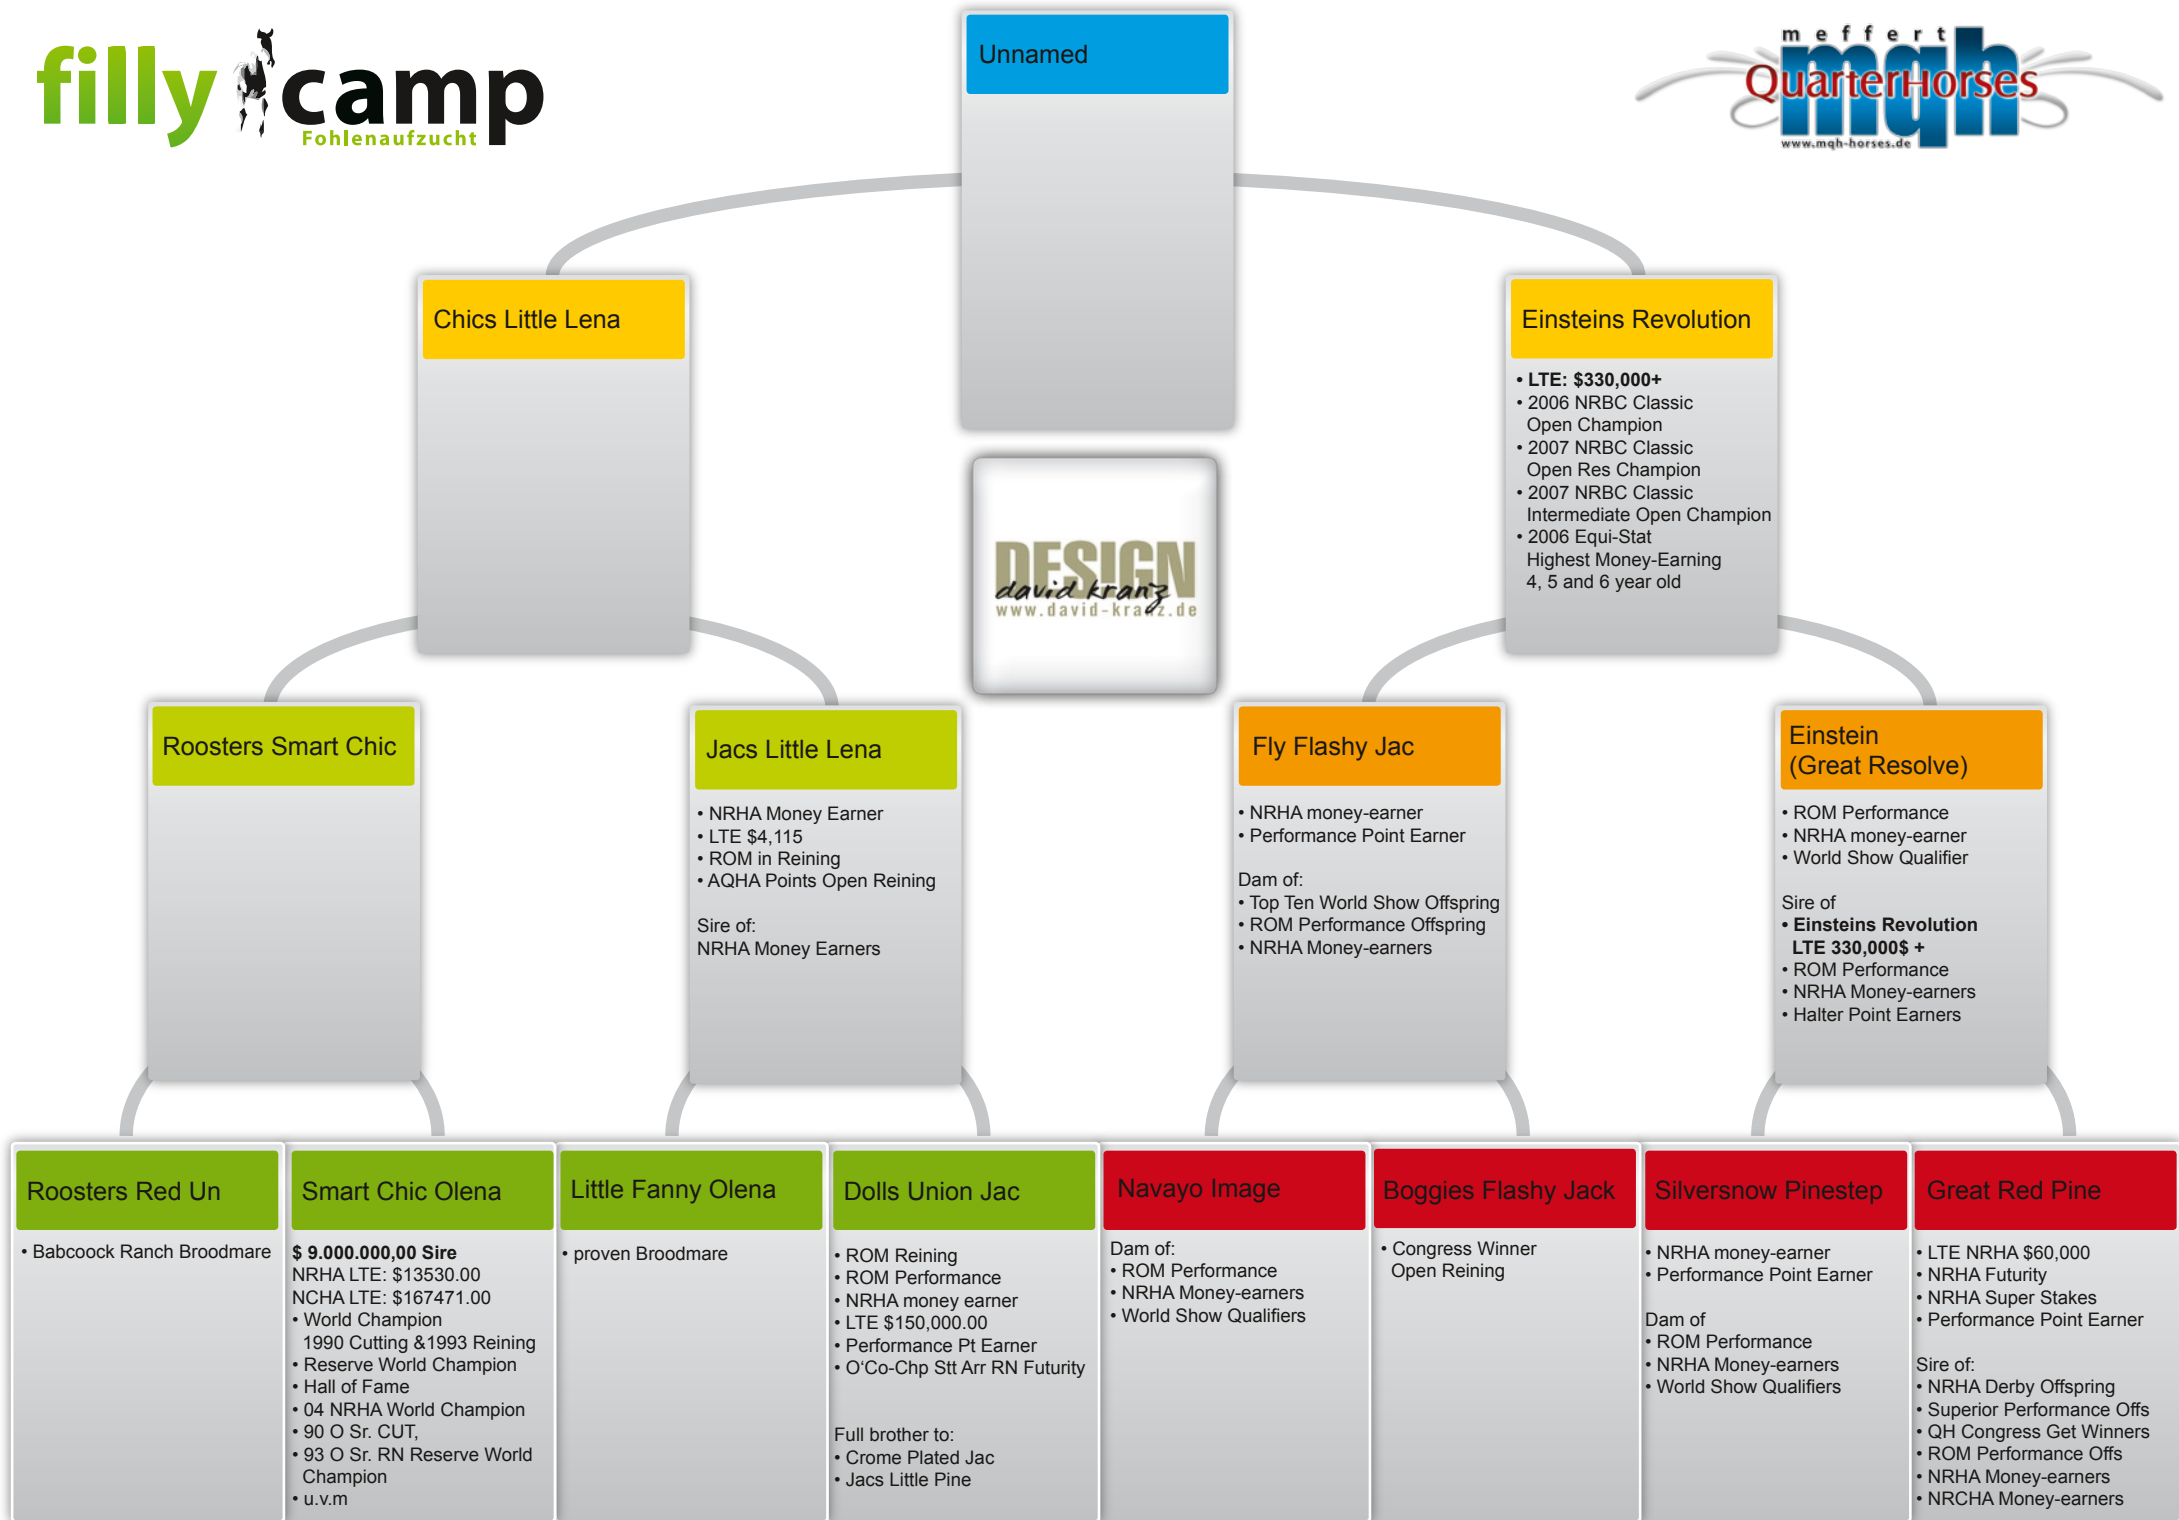 filly camp
Fohlenaufzucht
Unnamed
meffert
mqh
QuarterHorses
www.mqh-horses.de
Chics Little Lena
Einsteins Revolution
• LTE: $330,000+
• 2006 NRBC Classic
Open Champion
• 2007 NRBC Classic
Open Res Champion
• 2007 NRBC Classic
Intermediate Open Champion
• 2006 Equi-Stat
Highest Money-Earning
4, 5 and 6 year old
DESIGN
david kranz
www.david-kranz.de
Roosters Smart Chic
Jacs Little Lena
• NRHA Money Earner
• LTE $4,115
• ROM in Reining
• AQHA Points Open Reining
Sire of:
NRHA Money Earners
Fly Flashy Jac
• NRHA money-earner
• Performance Point Earner
Dam of:
• Top Ten World Show Offspring
• ROM Performance Offspring
• NRHA Money-earners
Einstein
(Great Resolve)
• ROM Performance
• NRHA money-earner
• World Show Qualifier
Sire of
• Einsteins Revolution
LTE 330,000$ +
• ROM Performance
• NRHA Money-earners
• Halter Point Earners
Roosters Red Un
• Babcoock Ranch Broodmare
Smart Chic Olena
$ 9.000.000,00 Sire
NRHA LTE: $13530.00
NCHA LTE: $167471.00
• World Champion
1990 Cutting &1993 Reining
• Reserve World Champion
• Hall of Fame
• 04 NRHA World Champion
• 90 O Sr. CUT,
• 93 O Sr. RN Reserve World
Champion
• u.v.m
Little Fanny Olena
• proven Broodmare
Dolls Union Jac
• ROM Reining
• ROM Performance
• NRHA money earner
• LTE $150,000.00
• Performance Pt Earner
• O‘Co-Chp Stt Arr RN Futurity
Full brother to:
• Crome Plated Jac
• Jacs Little Pine
Navayo Image
Dam of:
• ROM Performance
• NRHA Money-earners
• World Show Qualifiers
Boggies Flashy Jack
• Congress Winner
Open Reining
Silversnow Pinestep
• NRHA money-earner
• Performance Point Earner
Dam of
• ROM Performance
• NRHA Money-earners
• World Show Qualifiers
Great Red Pine
• LTE NRHA $60,000
• NRHA Futurity
• NRHA Super Stakes
• Performance Point Earner
Sire of:
• NRHA Derby Offspring
• Superior Performance Offs
• QH Congress Get Winners
• ROM Performance Offs
• NRHA Money-earners
• NRCHA Money-earners